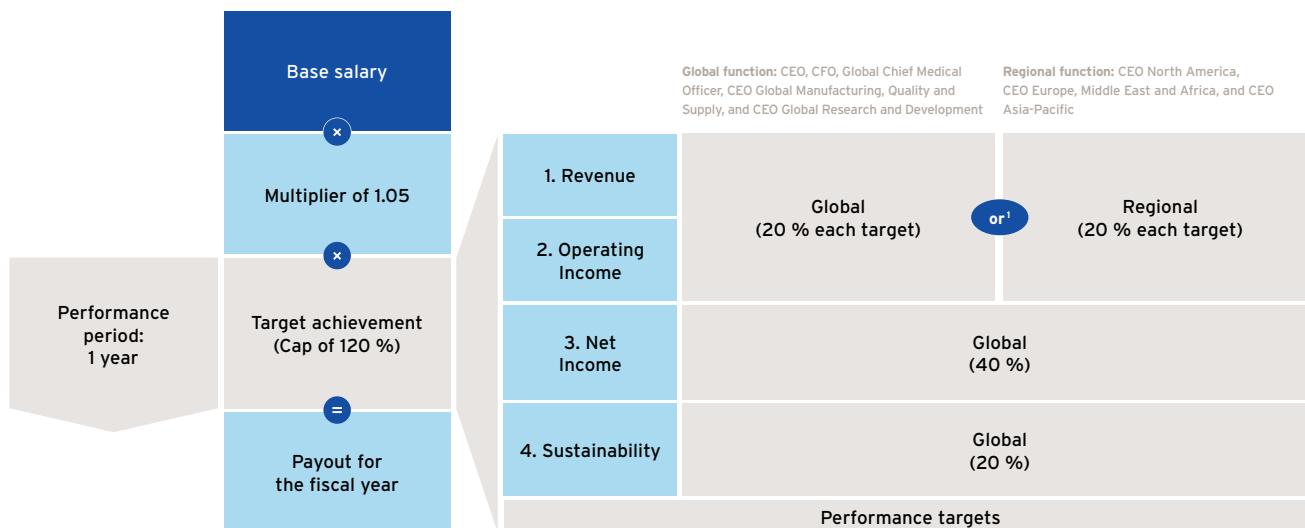 Base salary
×
Multiplier of 1.05
×
Performance
period:
1 year
Target achievement
(Cap of 120 %)
=
Payout for
the fiscal year
Global function: CEO, CFO, Global Chief Medical
Officer, CEO Global Manufacturing, Quality and
Supply, and CEO Global Research and Development
Regional function: CEO North America,
CEO Europe, Middle East and Africa, and CEO
Asia-Pacific
1. Revenue
2. Operating
Income
Global
(20 % each target)
or¹
Regional
(20 % each target)
3. Net
Income
Global
(40 %)
4. Sustainability
Global
(20 %)
Performance targets